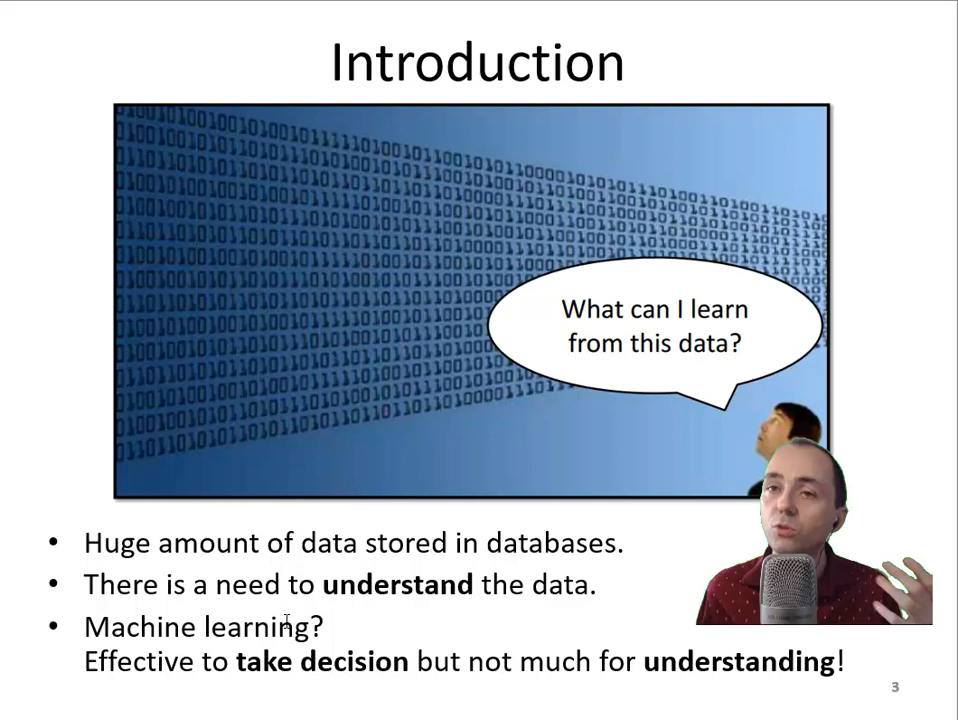 Introduction
What can I learn
from this data?
• Huge amount of data stored in databases.
• There is a need to understand the data.
• Machine learning?
Effective to take decision but not much for understanding!
3